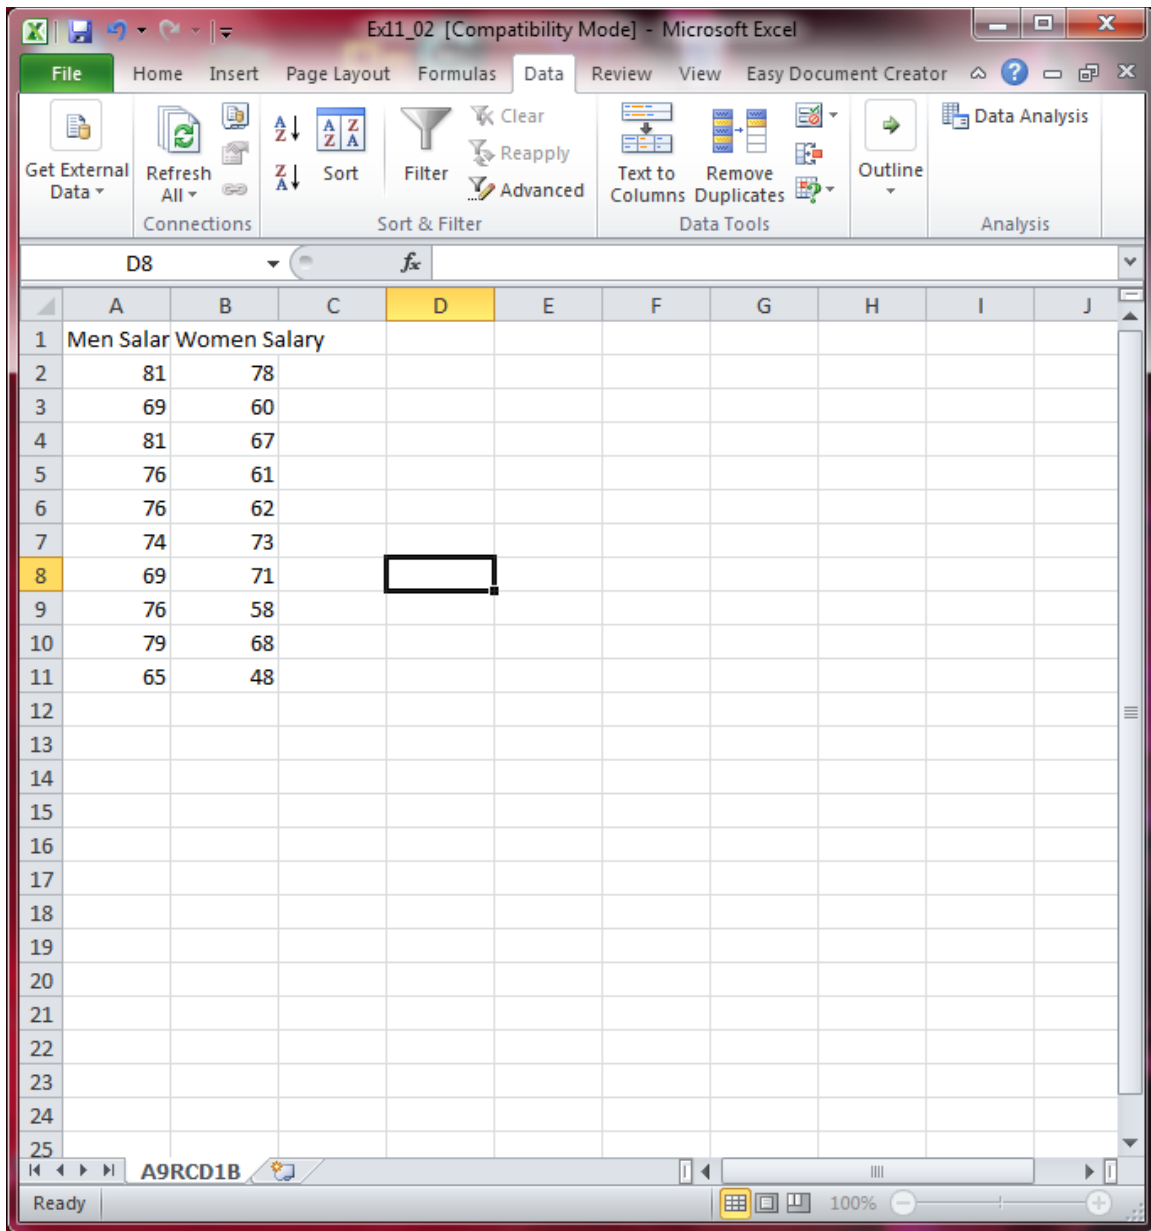 Ex11_02 [Compatibility Mode] - Microsoft Excel
File Home Insert Page Layout Formulas Data Review View Easy Document Creator
Get External Data
Refresh All
Connections
Sort
Filter
Clear
Reapply
Advanced
Sort & Filter
Text to Columns
Remove Duplicates
Data Tools
Outline
Data Analysis
Analysis
D8 fx
A B C D E F G H I J
1 Men Salar Women Salary
2 81 78
3 69 60
4 81 67
5 76 61
6 76 62
7 74 73
8 69 71
9 76 58
10 79 68
11 65 48
12
13
14
15
16
17
18
19
20
21
22
23
24
25
A9RCD1B
Ready 100%